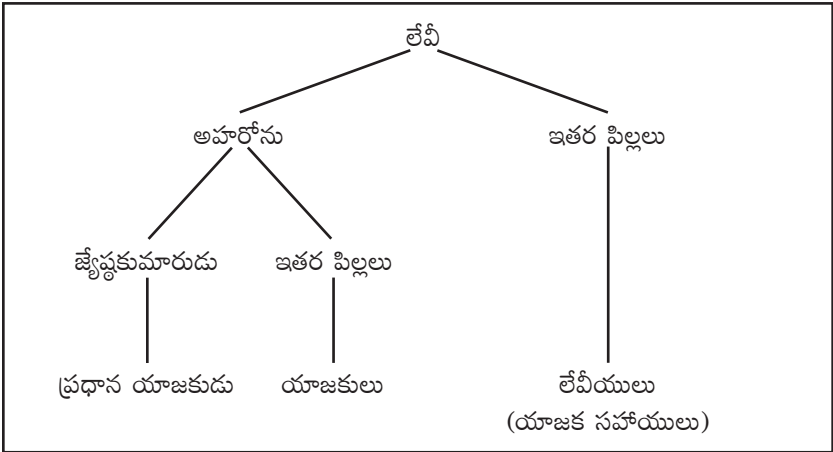 లేవీ
అహరోను ఇతర పిల్లలు
జ్యేష్ఠకుమారుడు ఇతర పిల్లలు
ప్రధాన యాజకుడు యాజకులు లేవీయులు
(యాజక సహాయులు)